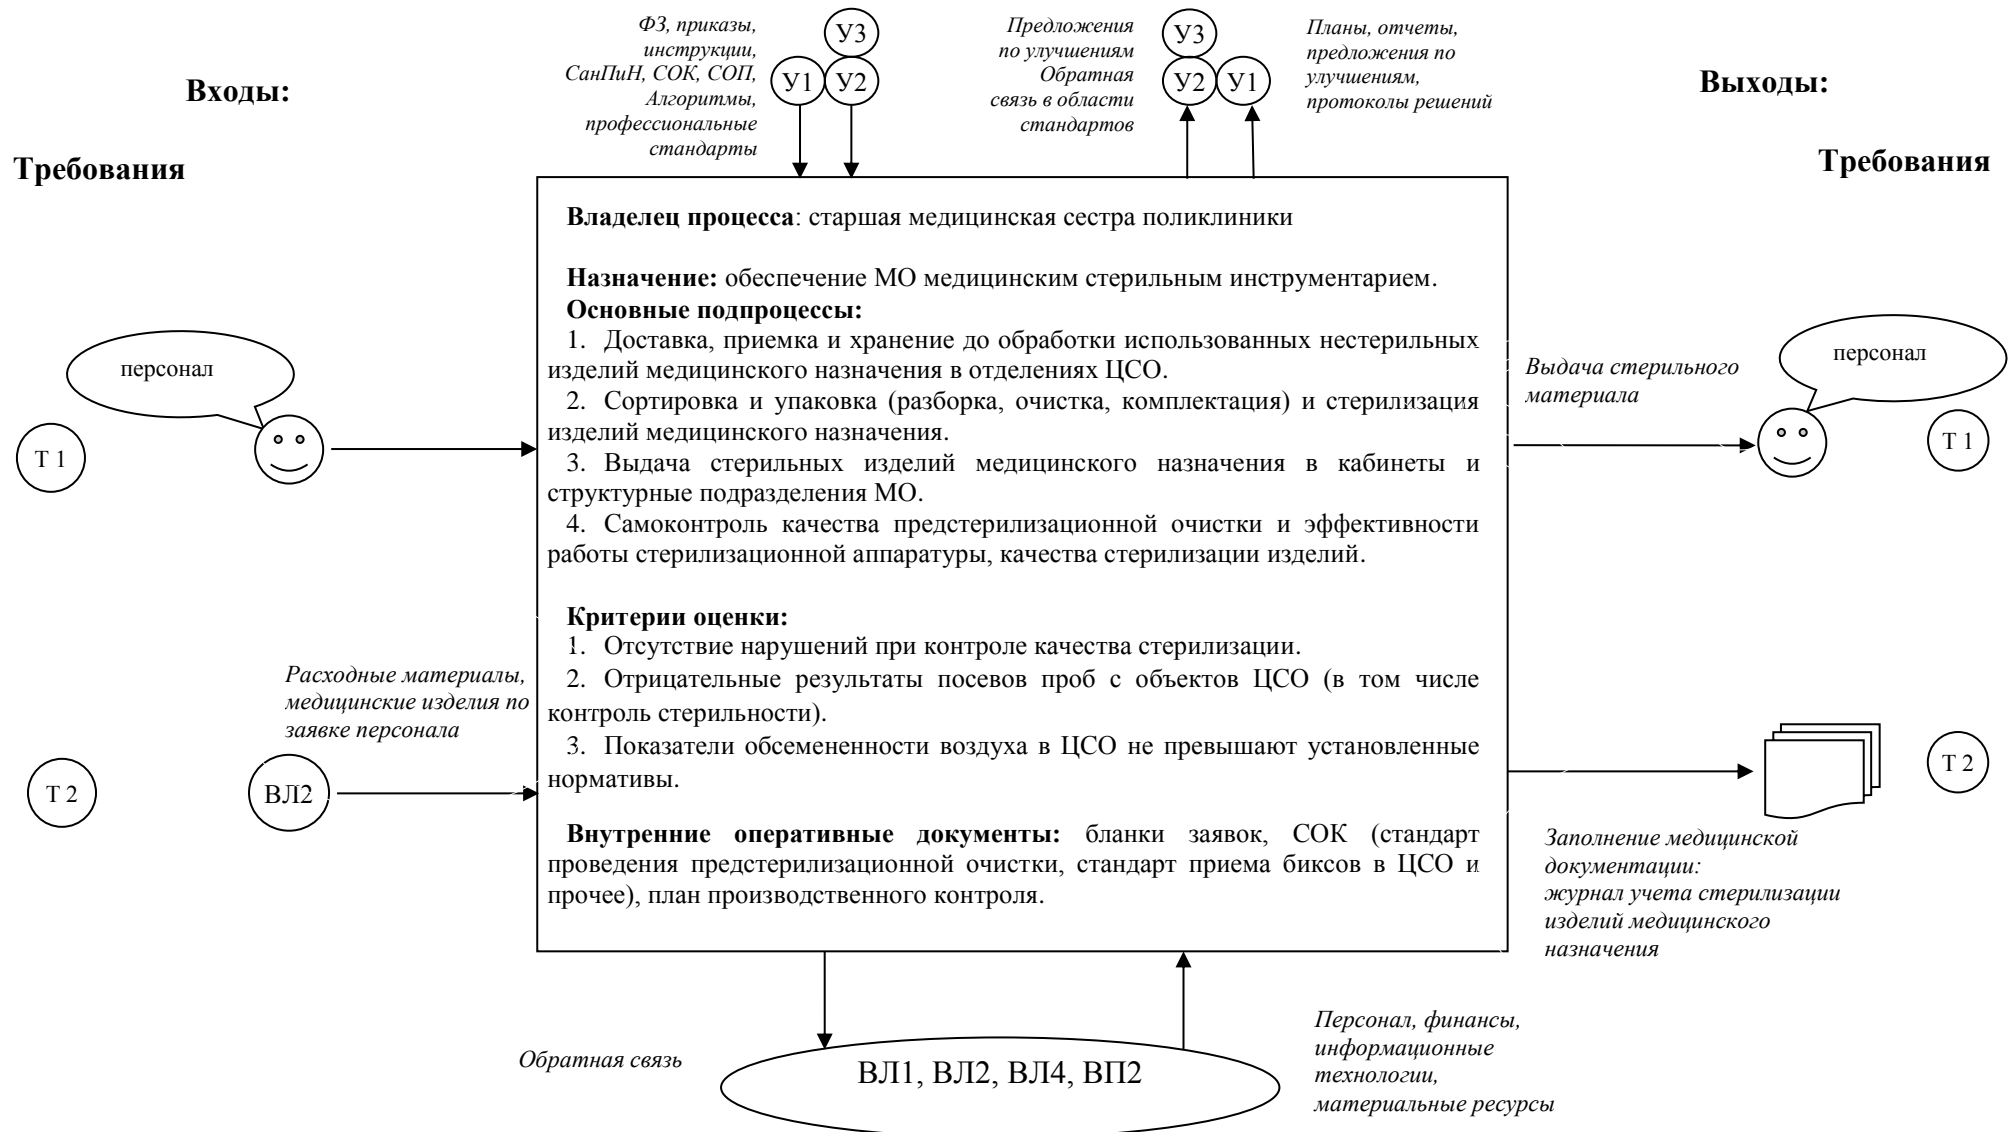 ФЗ, приказы,
инструкции,
СанПиН, СОК, СОП,
Алгоритмы,
профессиональные
стандарты
У3
У1
У2
Предложения
по улучшениям
Обратная
связь в области
стандартов
У3
У2
У1
Планы, отчеты,
предложения по
улучшениям,
протоколы решений
Входы:
Выходы:
Требования
Требования
Владелец процесса: старшая медицинская сестра поликлиники
Назначение: обеспечение МО медицинским стерильным инструментарием.
Основные подпроцессы:
1. Доставка, приемка и хранение до обработки использованных нестерильных
изделий медицинского назначения в отделениях ЦСО.
2. Сортировка и упаковка (разборка, очистка, комплектация) и стерилизация
изделий медицинского назначения.
3. Выдача стерильных изделий медицинского назначения в кабинеты и
структурные подразделения МО.
4. Самоконтроль качества предстерилизационной очистки и эффективности
работы стерилизационной аппаратуры, качества стерилизации изделий.
Критерии оценки:
1. Отсутствие нарушений при контроле качества стерилизации.
2. Отрицательные результаты посевов проб с объектов ЦСО (в том числе
контроль стерильности).
3. Показатели обсемененности воздуха в ЦСО не превышают установленные
нормативы.
Внутренние оперативные документы: бланки заявок, СОК (стандарт
проведения предстерилизационной очистки, стандарт приема биксов в ЦСО и
прочее), план производственного контроля.
персонал
Т 1
Расходные материалы,
медицинские изделия по
заявке персонала
Т 2
ВЛ2
Выдача стерильного
материала
персонал
Т 1
Т 2
Заполнение медицинской
документации:
журнал учета стерилизации
изделий медицинского
назначения
Обратная связь
ВЛ1, ВЛ2, ВЛ4, ВП2
Персонал, финансы,
информационные
технологии,
материальные ресурсы